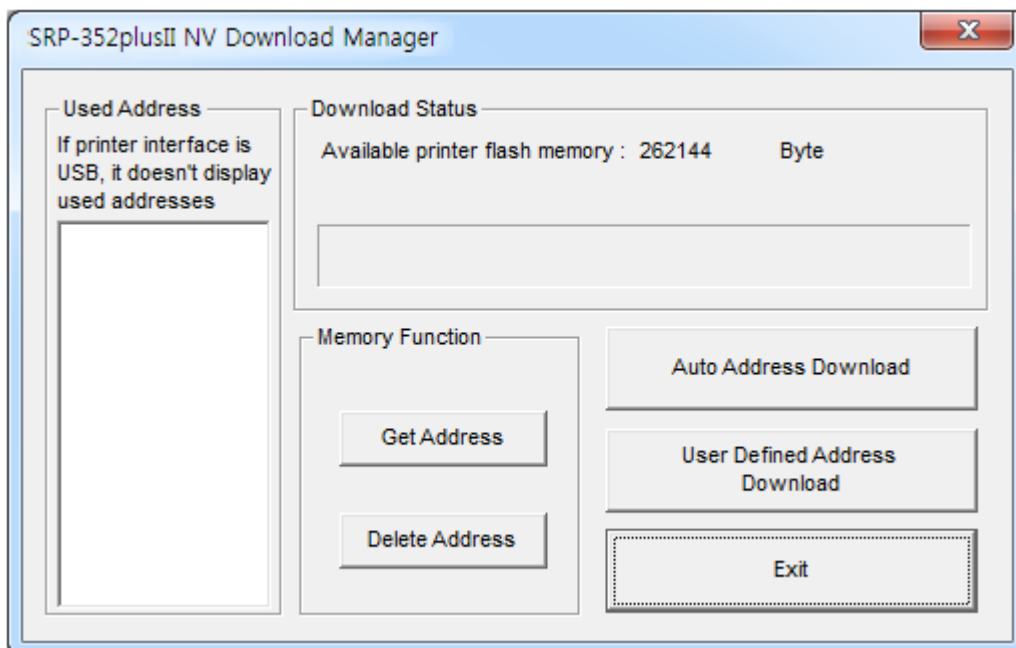 SRP-352plusII NV Download Manager
Used Address
If printer interface is
USB, it doesn't display
used addresses
Download Status
Available printer flash memory : 262144 Byte
Memory Function
Get Address
Delete Address
Auto Address Download
User Defined Address
Download
Exit